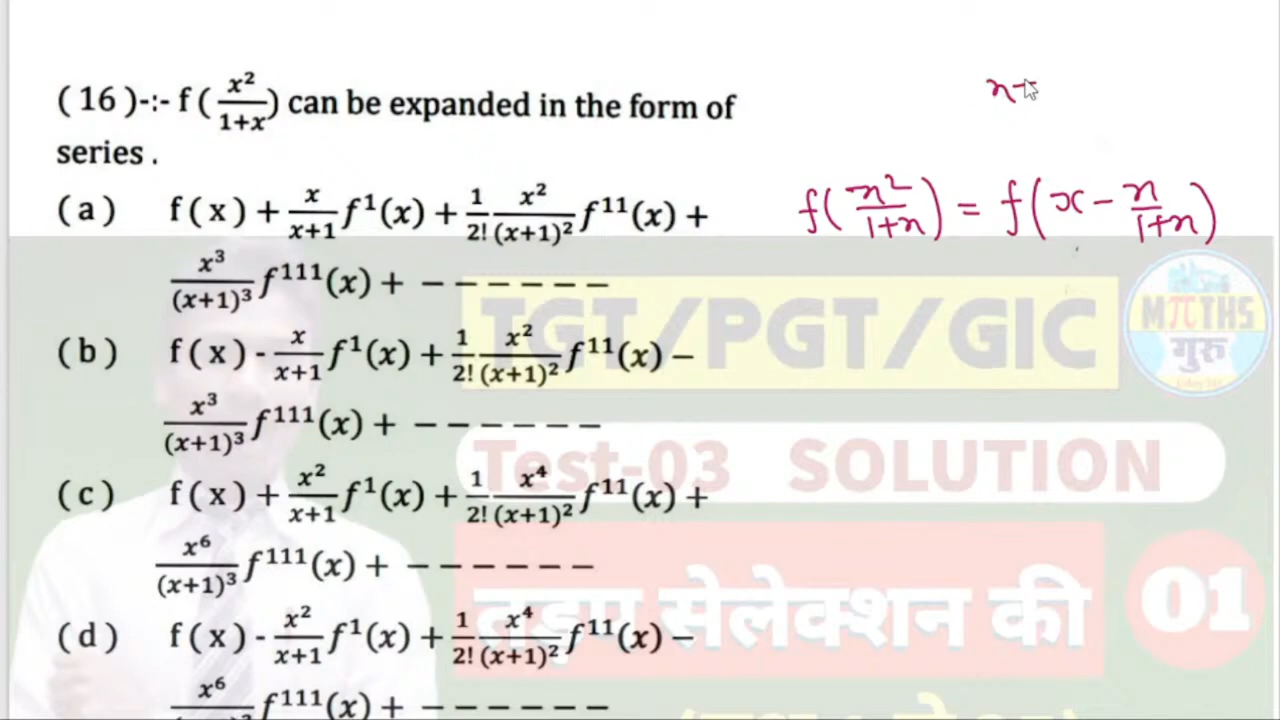 ( 16 )-:- f ( x²/1+x ) can be expanded in the form of
series .
( a ) f ( x ) + x/x+1 f¹(x) + 1/2! x²/(x+1)² f¹¹(x) +
x³/(x+1)³ f¹¹¹(x) + − − − − − −
( b ) f ( x ) - x/x+1 f¹(x) + 1/2! x²/(x+1)² f¹¹(x) −
x³/(x+1)³ f¹¹¹(x) + − − − − − −
( c ) f ( x ) + x²/x+1 f¹(x) + 1/2! x⁴/(x+1)² f¹¹(x) +
x⁶/(x+1)³ f¹¹¹(x) + − − − − − −
( d ) f ( x ) - x²/x+1 f¹(x) + 1/2! x⁴/(x+1)² f¹¹(x) −
x⁶ f¹¹¹(x) + − − − − − −
f( x²/1+x ) = f( x − x/1+x )
TGT/PGT/GIC
MπTHS
गुरु
Test-03 SOLUTION
तड़प सेलेक्शन की
01